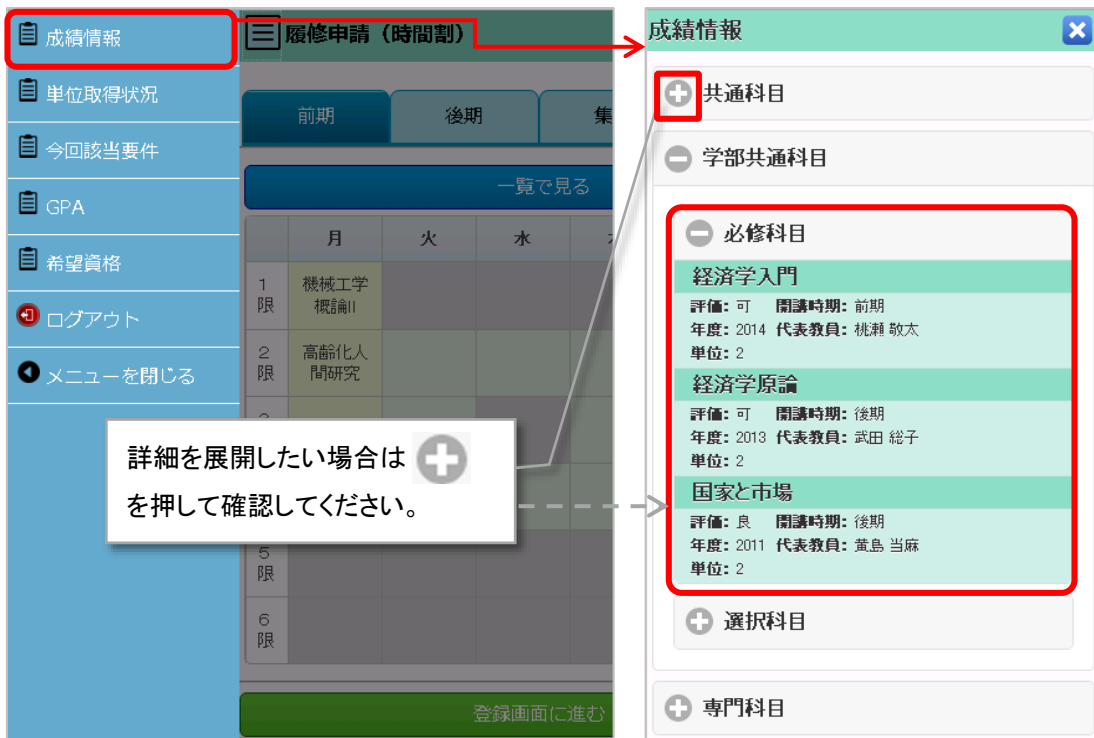 成績情報
単位取得状況
今回該当要件
GPA
希望資格
ログアウト
メニューを閉じる
履修申請（時間割）
前期
後期
集
一覧で見る
月
火
水
1限
機械工学概論II
2限
高齢化人間研究
詳細を展開したい場合は
を押して確認してください。
5限
6限
登録画面に進む
成績情報
共通科目
学部共通科目
必修科目
経済学入門
評価: 可 開講時期: 前期
年度: 2014 代表教員: 桃瀬 敬太
単位: 2
経済学原論
評価: 可 開講時期: 後期
年度: 2013 代表教員: 武田 総子
単位: 2
国家と市場
評価: 良 開講時期: 後期
年度: 2011 代表教員: 黄島 当麻
単位: 2
選択科目
専門科目